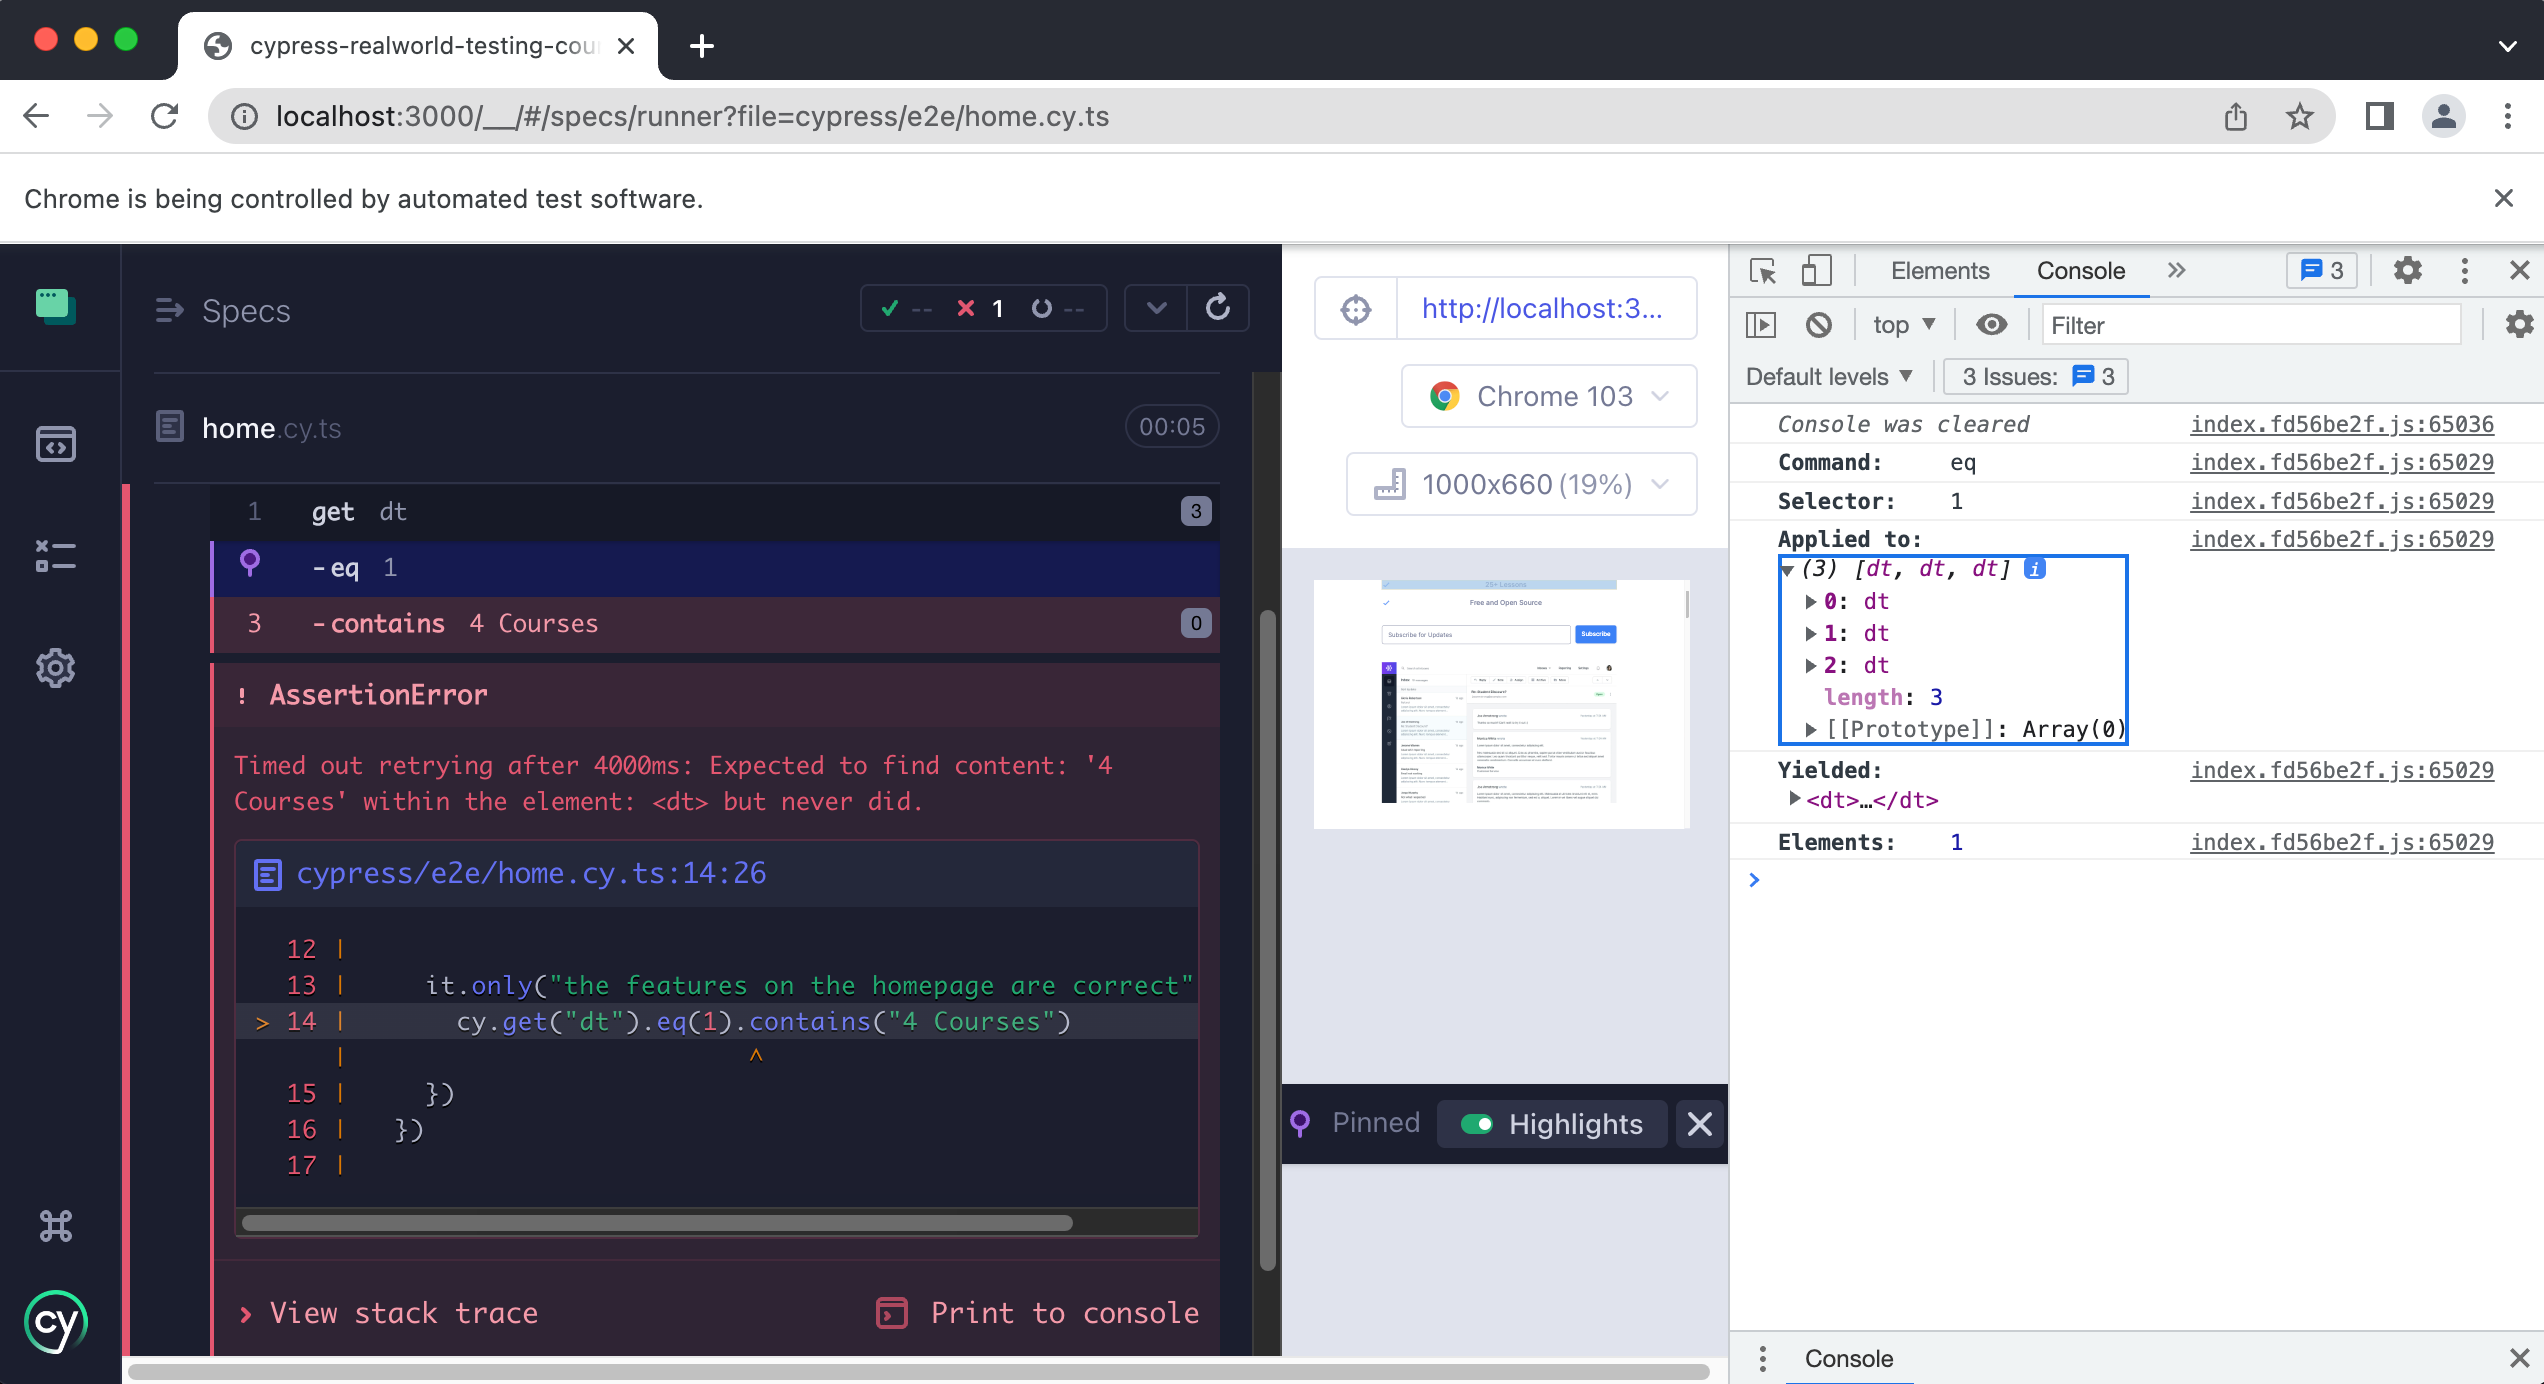 cypress-realworld-testing-cou
localhost:3000/__/#/specs/runner?file=cypress/e2e/home.cy.ts
Chrome is being controlled by automated test software.
Specs
-- 1 --
home.cy.ts 00:05
1 get dt 3
-eq 1
3 -contains 4 Courses 0
! AssertionError
Timed out retrying after 4000ms: Expected to find content: '4
Courses' within the element: <dt> but never did.
cypress/e2e/home.cy.ts:14:26
12 |
13 | it.only("the features on the homepage are correct"
> 14 | cy.get("dt").eq(1).contains("4 Courses")
| ^
15 | })
16 | })
17 |
View stack trace
Print to console
cy
http://localhost:3...
Chrome 103
1000x660 (19%)
25+ Lessons
Free and Open Source
Subscribe for Updates
Subscribe
Pinned
Highlights
Elements
Console
3
top
Filter
Default levels
3 Issues: 3
Console was cleared index.fd56be2f.js:65036
Command: eq index.fd56be2f.js:65029
Selector: 1 index.fd56be2f.js:65029
Applied to: index.fd56be2f.js:65029
(3) [dt, dt, dt] i
0: dt
1: dt
2: dt
length: 3
[[Prototype]]: Array(0)
Yielded: index.fd56be2f.js:65029
<dt>…</dt>
Elements: 1 index.fd56be2f.js:65029
Console